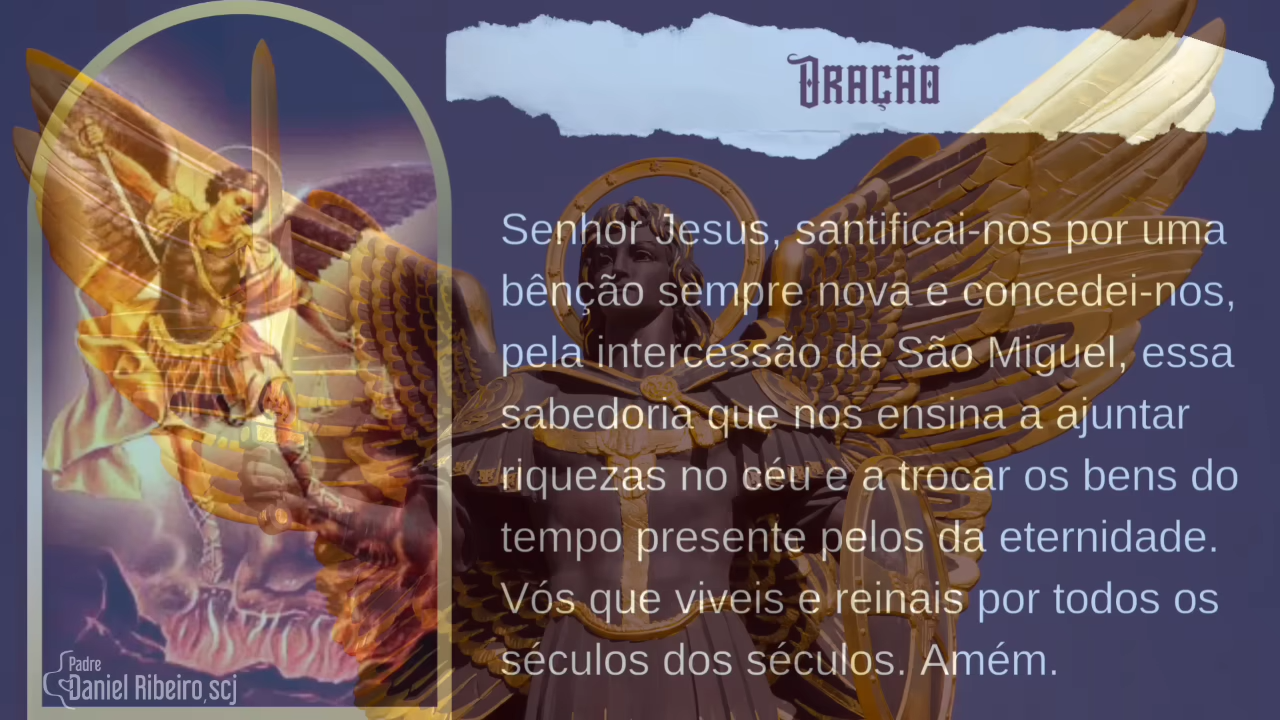 Oração
Senhor Jesus, santificai-nos por uma
bênção sempre nova e concedei-nos,
pela intercessão de São Miguel, essa
sabedoria que nos ensina a ajuntar
riquezas no céu e a trocar os bens do
tempo presente pelos da eternidade.
Vós que viveis e reinais por todos os
séculos dos séculos. Amém.
Padre
Daniel Ribeiro, scj